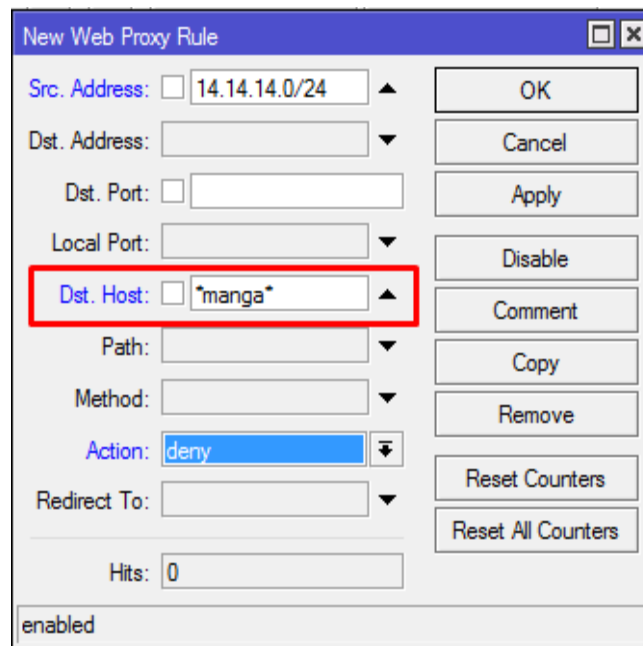 New Web Proxy Rule
Src. Address: 14.14.14.0/24
Dst. Address:
Dst. Port:
Local Port:
Dst. Host: *manga*
Path:
Method:
Action: deny
Redirect To:
Hits: 0
enabled
OK
Cancel
Apply
Disable
Comment
Copy
Remove
Reset Counters
Reset All Counters